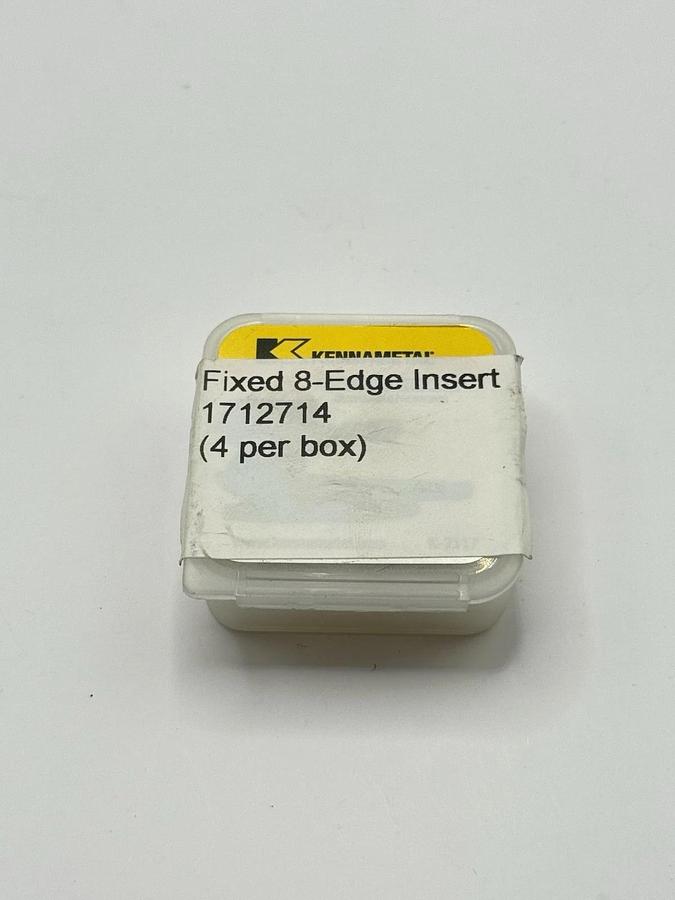 KENNAMETAL
Fixed 8-Edge Insert
1712714
(4 per box)